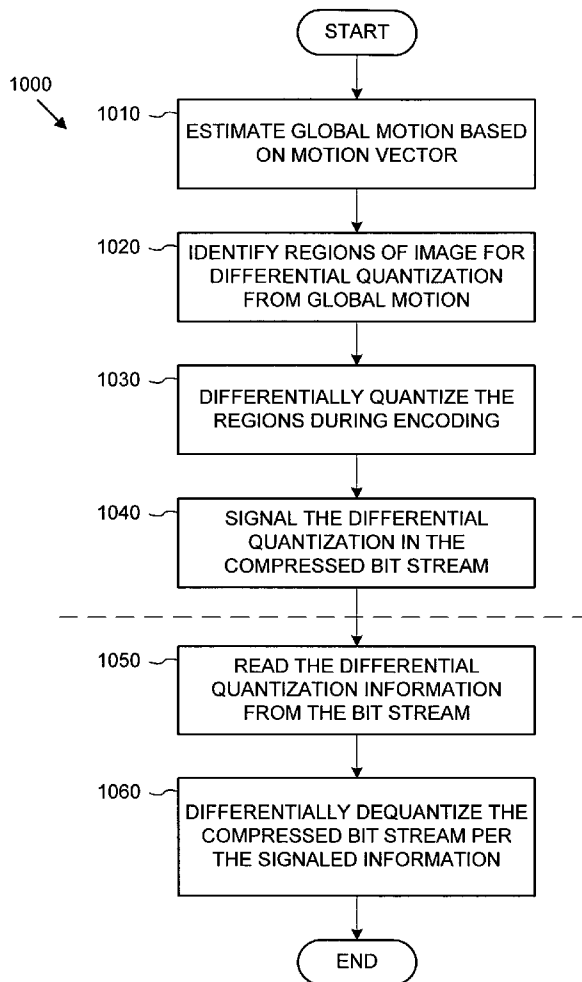 START
1000
1010
ESTIMATE GLOBAL MOTION BASED
ON MOTION VECTOR
1020
IDENTIFY REGIONS OF IMAGE FOR
DIFFERENTIAL QUANTIZATION
FROM GLOBAL MOTION
1030
DIFFERENTIALLY QUANTIZE THE
REGIONS DURING ENCODING
1040
SIGNAL THE DIFFERENTIAL
QUANTIZATION IN THE
COMPRESSED BIT STREAM
1050
READ THE DIFFERENTIAL
QUANTIZATION INFORMATION
FROM THE BIT STREAM
1060
DIFFERENTIALLY DEQUANTIZE THE
COMPRESSED BIT STREAM PER
THE SIGNALED INFORMATION
END